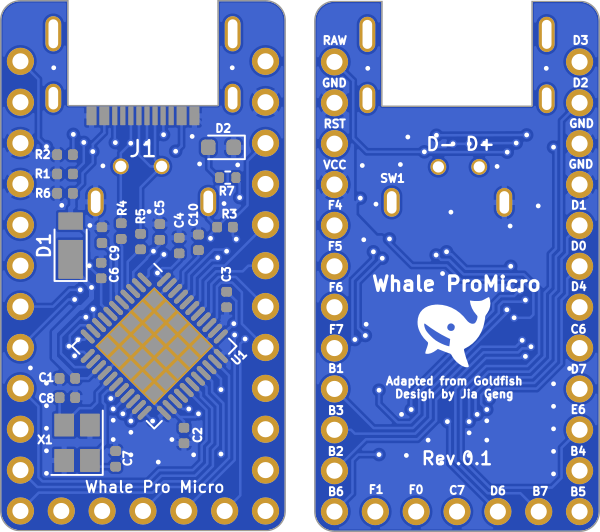 R2
R1
R6
J1
D2
R7
R3
R4
R5
C5
C4
C10
D1
C9
C6
C3
U1
C1
C8
X1
C7
C2
Whale Pro Micro
RAW
GND
RST
VCC
F4
F5
F6
F7
B1
B3
B2
B6
D- D+
SW1
Whale ProMicro
Adapted from Goldfish
Desigh by Jia Geng
Rev.0.1
F1
F0
C7
D6
B7
D3
D2
GND
GND
D1
D0
D4
C6
D7
E6
B4
B5